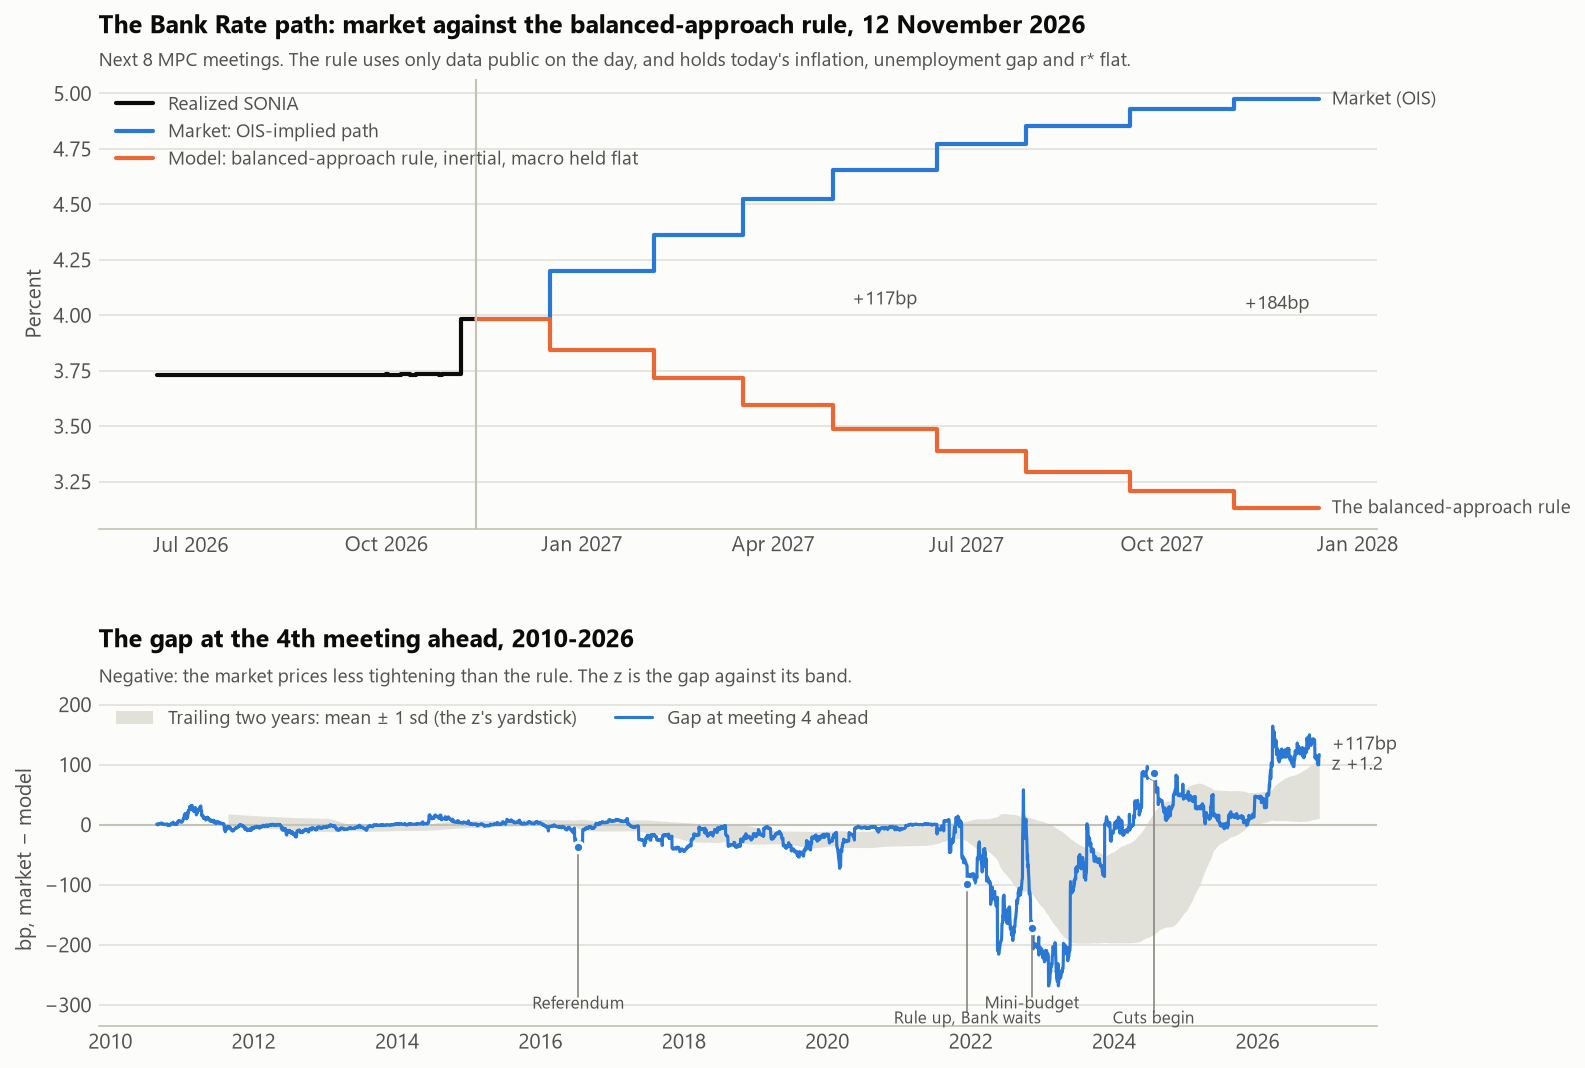 The Bank Rate path: market against the balanced-approach rule, 12 November 2026
Next 8 MPC meetings. The rule uses only data public on the day, and holds today's inflation, unemployment gap and r* flat.
Realized SONIA
Market: OIS-implied path
Model: balanced-approach rule, inertial, macro held flat
Percent
5.00
4.75
4.50
4.25
4.00
3.75
3.50
3.25
Market (OIS)
+117bp
+184bp
The balanced-approach rule
Jul 2026
Oct 2026
Jan 2027
Apr 2027
Jul 2027
Oct 2027
Jan 2028
The gap at the 4th meeting ahead, 2010-2026
Negative: the market prices less tightening than the rule. The z is the gap against its band.
Trailing two years: mean ± 1 sd (the z's yardstick)
Gap at meeting 4 ahead
bp, market − model
200
100
0
−100
−200
−300
+117bp
z +1.2
Referendum
Mini-budget
Rule up, Bank waits
Cuts begin
2010
2012
2014
2016
2018
2020
2022
2024
2026